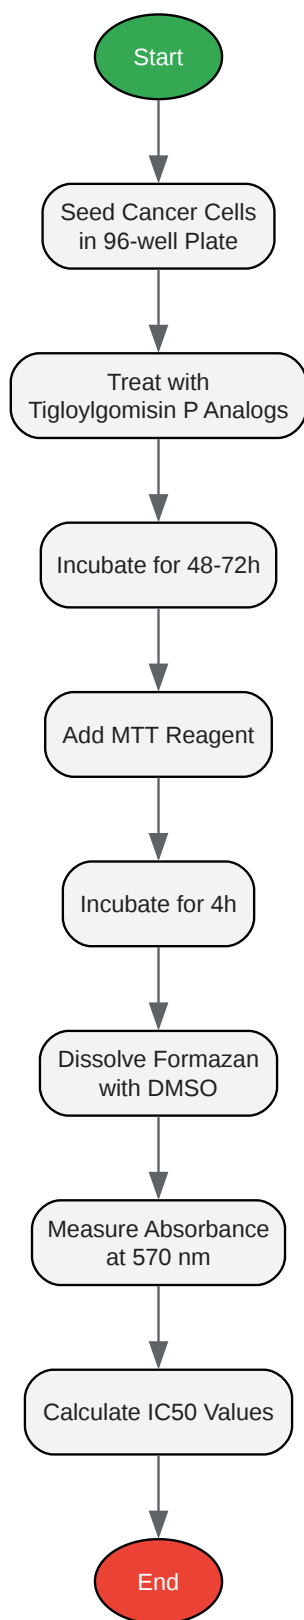 Start
Seed Cancer Cells
in 96-well Plate
Treat with
Tigloylgomisin P Analogs
Incubate for 48-72h
Add MTT Reagent
Incubate for 4h
Dissolve Formazan
with DMSO
Measure Absorbance
at 570 nm
Calculate IC50 Values
End